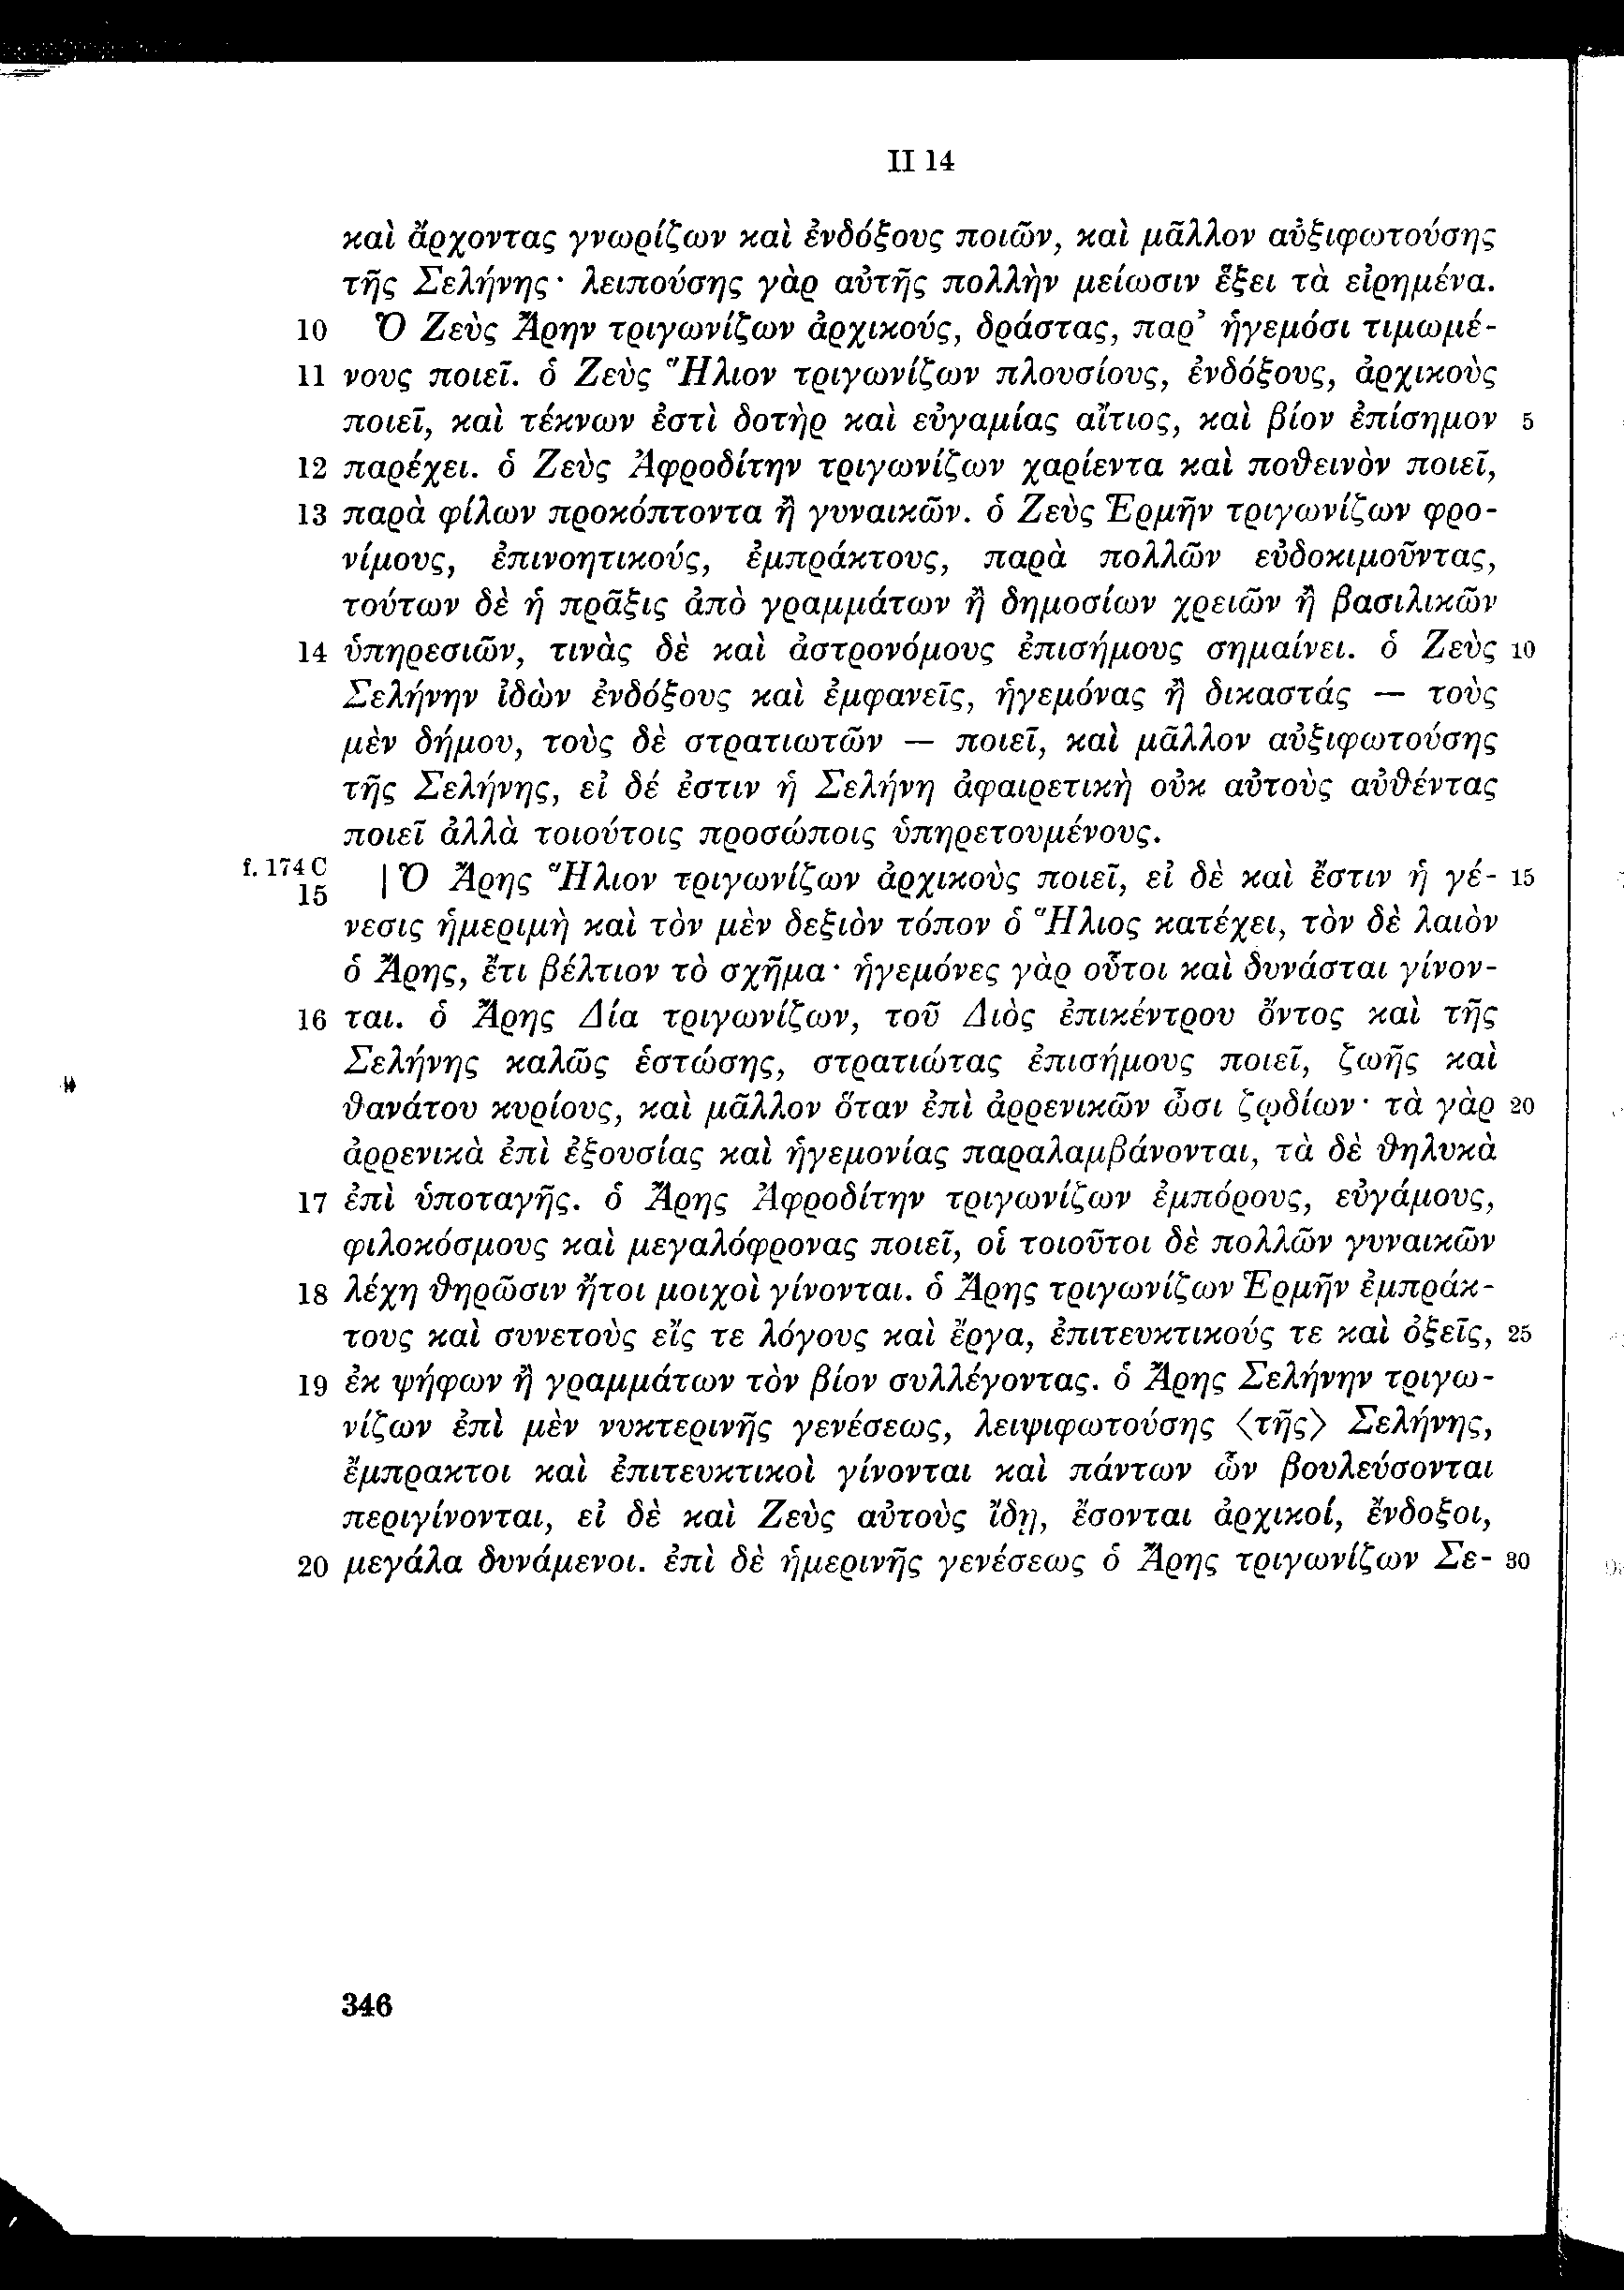 II 14
καὶ ἄρχοντας γνωρίζων καὶ ἐνδόξους ποιῶν, καὶ μᾶλλον αὐξιφωτούσης
τῆς Σελήνης· λειπούσης γὰρ αὐτῆς πολλὴν μείωσιν ἕξει τὰ εἰρημένα.
10 Ὁ Ζεὺς Ἄρην τριγωνίζων ἀρχικούς, δράστας, παρ’ ἡγεμόσι τιμωμέ-
11 νους ποιεῖ. ὁ Ζεὺς Ἥλιον τριγωνίζων πλουσίους, ἐνδόξους, ἀρχικοὺς
ποιεῖ, καὶ τέκνων ἐστὶ δοτὴρ καὶ εὐγαμίας αἴτιος, καὶ βίον ἐπίσημον 5
12 παρέχει. ὁ Ζεὺς Ἀφροδίτην τριγωνίζων χαρίεντα καὶ ποθεινὸν ποιεῖ,
13 παρὰ φίλων προκόπτοντα ἢ γυναικῶν. ὁ Ζεὺς Ἑρμῆν τριγωνίζων φρο-
νίμους, ἐπινοητικούς, ἐμπράκτους, παρὰ πολλῶν εὐδοκιμοῦντας,
τούτων δὲ ἡ πρᾶξις ἀπὸ γραμμάτων ἢ δημοσίων χρειῶν ἢ βασιλικῶν
14 ὑπηρεσιῶν, τινὰς δὲ καὶ ἀστρονόμους ἐπισήμους σημαίνει. ὁ Ζεὺς 10
Σελήνην ἰδὼν ἐνδόξους καὶ ἐμφανεῖς, ἡγεμόνας ἢ δικαστάς — τοὺς
μὲν δήμου, τοὺς δὲ στρατιωτῶν — ποιεῖ, καὶ μᾶλλον αὐξιφωτούσης
τῆς Σελήνης, εἰ δέ ἐστιν ἡ Σελήνη ἀφαιρετικὴ οὐκ αὐτοὺς αὐθέντας
ποιεῖ ἀλλὰ τοιούτοις προσώποις ὑπηρετουμένους.
f. 174 C
15 | Ὁ Ἄρης Ἥλιον τριγωνίζων ἀρχικοὺς ποιεῖ, εἰ δὲ καὶ ἔστιν ἡ γέ- 15
νεσις ἡμεριμὴ καὶ τὸν μὲν δεξιὸν τόπον ὁ Ἥλιος κατέχει, τὸν δὲ λαιὸν
ὁ Ἄρης, ἔτι βέλτιον τὸ σχῆμα· ἡγεμόνες γὰρ οὗτοι καὶ δυνάσται γίνον-
16 ται. ὁ Ἄρης Δία τριγωνίζων, τοῦ Διὸς ἐπικέντρου ὄντος καὶ τῆς
Σελήνης καλῶς ἑστώσης, στρατιώτας ἐπισήμους ποιεῖ, ζωῆς καὶ
θανάτου κυρίους, καὶ μᾶλλον ὅταν ἐπὶ ἀρρενικῶν ὦσι ζῳδίων· τὰ γὰρ 20
ἀρρενικὰ ἐπὶ ἐξουσίας καὶ ἡγεμονίας παραλαμβάνονται, τὰ δὲ θηλυκὰ
17 ἐπὶ ὑποταγῆς. ὁ Ἄρης Ἀφροδίτην τριγωνίζων ἐμπόρους, εὐγάμους,
φιλοκόσμους καὶ μεγαλόφρονας ποιεῖ, οἱ τοιοῦτοι δὲ πολλῶν γυναικῶν
18 λέχη θηρῶσιν ἤτοι μοιχοὶ γίνονται. ὁ Ἄρης τριγωνίζων Ἑρμῆν ἐμπράκ-
τους καὶ συνετοὺς εἴς τε λόγους καὶ ἔργα, ἐπιτευκτικούς τε καὶ ὀξεῖς, 25
19 ἐκ ψήφων ἢ γραμμάτων τὸν βίον συλλέγοντας. ὁ Ἄρης Σελήνην τριγω-
νίζων ἐπὶ μὲν νυκτερινῆς γενέσεως, λειψιφωτούσης ⟨τῆς⟩ Σελήνης,
ἔμπρακτοι καὶ ἐπιτευκτικοὶ γίνονται καὶ πάντων ὧν βουλεύσονται
περιγίνονται, εἰ δὲ καὶ Ζεὺς αὐτοὺς ἴδῃ, ἔσονται ἀρχικοί, ἔνδοξοι,
20 μεγάλα δυνάμενοι. ἐπὶ δὲ ἡμερινῆς γενέσεως ὁ Ἄρης τριγωνίζων Σε- 30
346